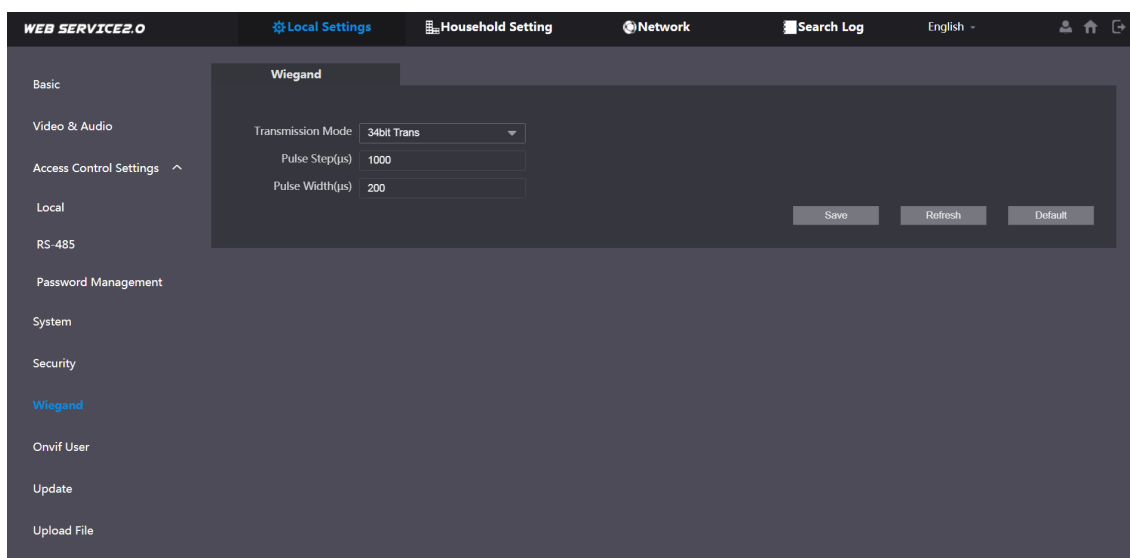 WEB SERVICE2.0 Local Settings Household Setting Network Search Log English
Basic
Video & Audio
Access Control Settings
Local
RS-485
Password Management
System
Security
Wiegand
Onvif User
Update
Upload File
Wiegand
Transmission Mode 34bit Trans
Pulse Step(μs) 1000
Pulse Width(μs) 200
Save Refresh Default